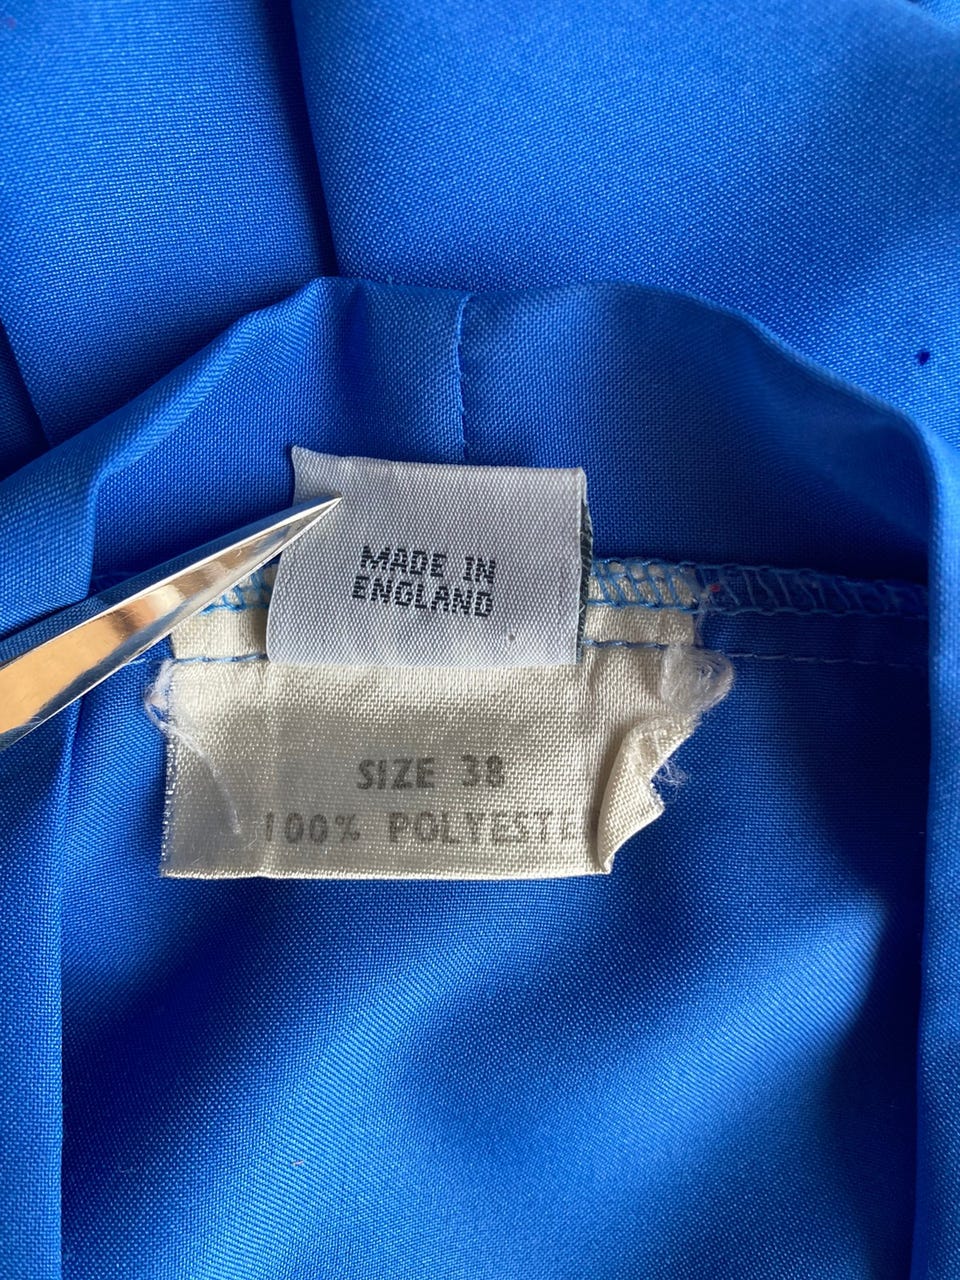 MADE IN
ENGLAND
SIZE 38
100% POLYESTE